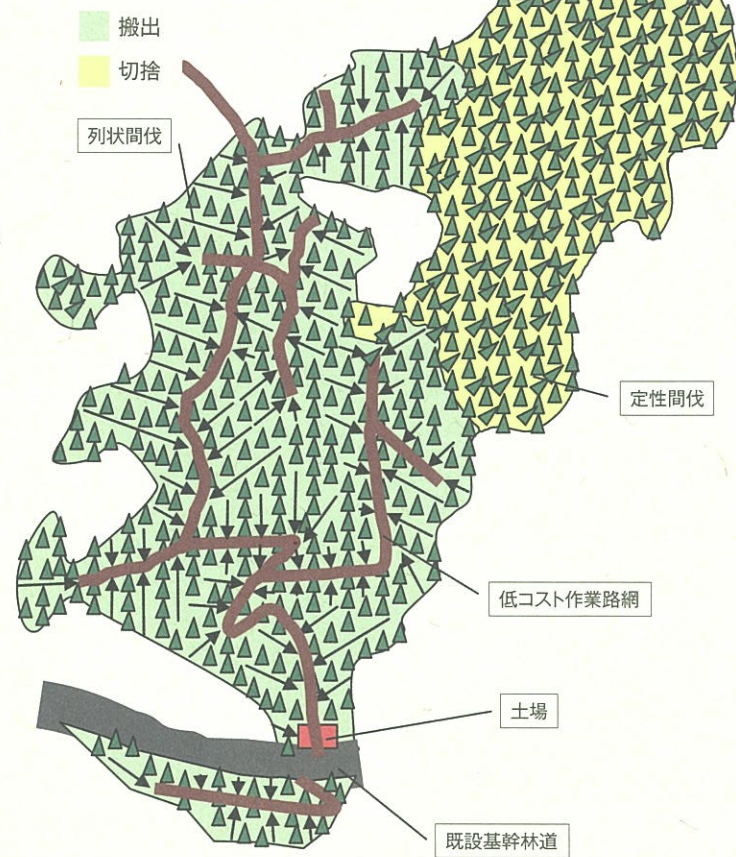 搬出
切捨
列状間伐
定性間伐
低コスト作業路網
土場
既設基幹林道